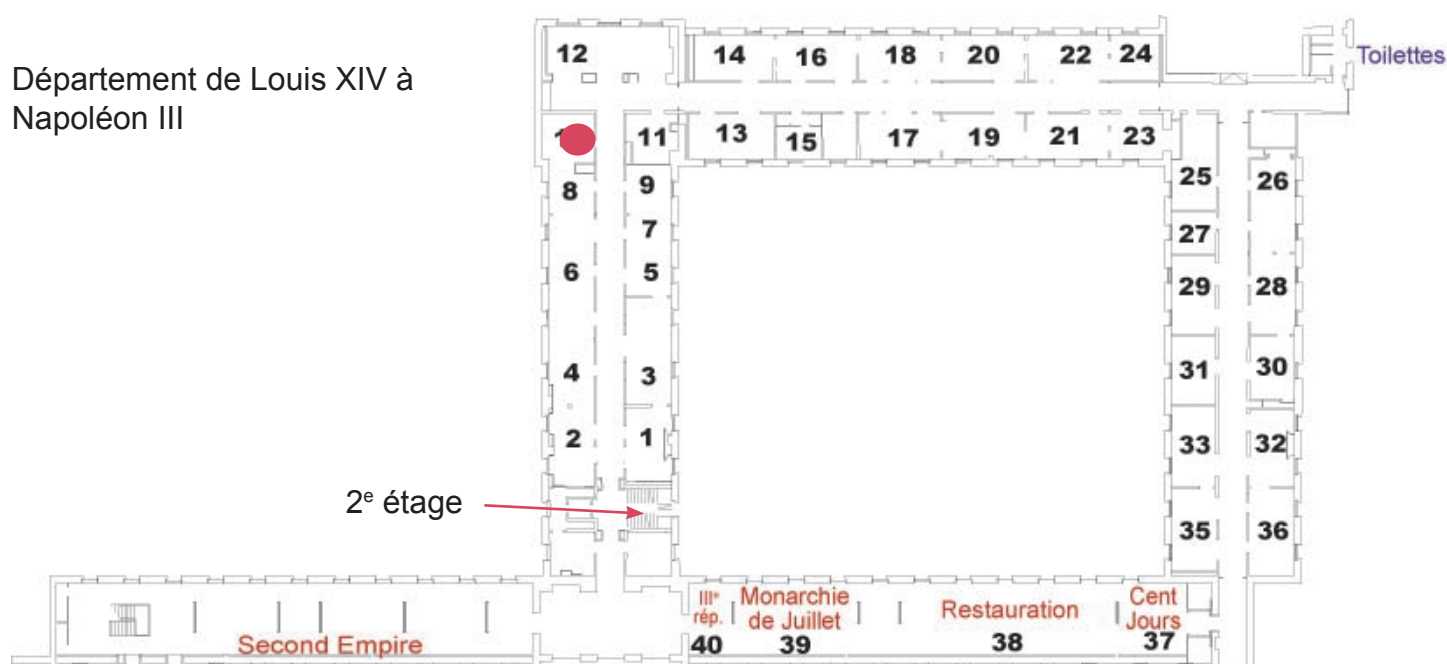 Département de Louis XIV à
Napoléon III
12
14 16 18 20 22 24
Toilettes
11 13 15 17 19 21 23
8 9
25 26
7
27
6 5
29 28
4 3
31 30
2 1
33 32
2e étage
35 36
IIIe
rép.
40
Monarchie
de Juillet
39
Restauration
38
Cent
Jours
37
Second Empire